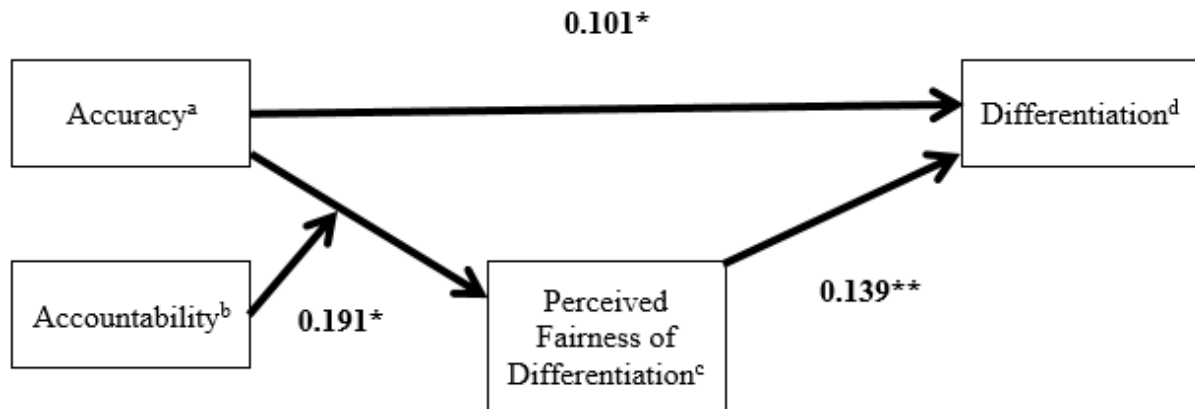 0.101*
Accuracyᵃ
Differentiationᵈ
Accountabilityᵇ
0.191*
Perceived
Fairness of
Differentiationᶜ
0.139**